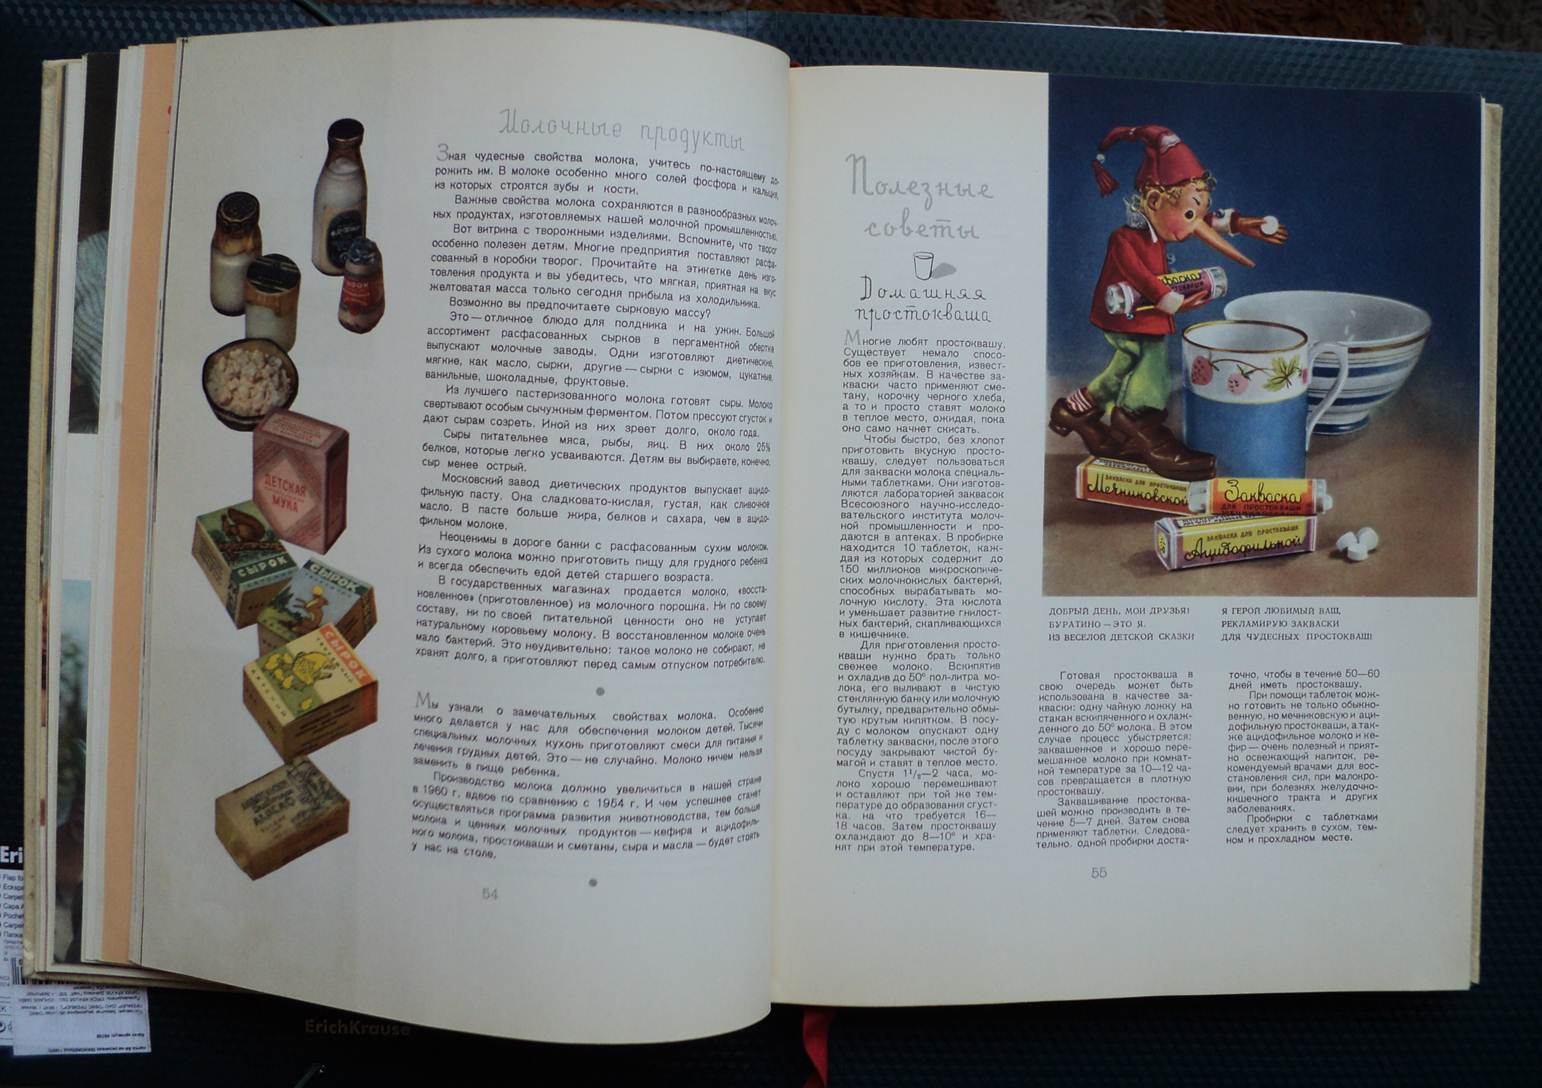 Молочные продукты
Зная чудесные свойства молока, учитесь по-настоящему до-
рожить им. В молоке особенно много солей фосфора и кальция,
из которых строятся зубы и кости.
Важные свойства молока сохраняются в разнообразных молоч-
ных продуктах, изготовляемых нашей молочной промышленностью.
Вот витрина с творожными изделиями. Вспомните, что творог
особенно полезен детям. Многие предприятия поставляют расфа-
сованный в коробки творог. Прочитайте на этикетке день изго-
товления продукта и вы убедитесь, что мягкая, приятная на вкус
желтоватая масса только сегодня прибыла из холодильника.
Возможно вы предпочитаете сырковую массу?
Это — отличное блюдо для полдника и на ужин. Большой
ассортимент расфасованных сырков в пергаментной обертке
выпускают молочные заводы. Одни изготовляют диетические,
мягкие, как масло, сырки, другие — сырки с изюмом, цукатные,
ванильные, шоколадные, фруктовые.
Из лучшего пастеризованного молока готовят сыры. Молоко
свертывают особым сычужным ферментом. Потом прессуют сгусток и
дают сырам созреть. Иной из них зреет долго, около года.
Сыры питательнее мяса, рыбы, яиц. В них около 25%
белков, которые легко усваиваются. Детям вы выбираете, конечно,
сыр менее острый.
Московский завод диетических продуктов выпускает ацидо-
фильную пасту. Она сладковато-кислая, густая, как сливочное
масло. В пасте больше жира, белков и сахара, чем в ацидо-
фильном молоке.
Неоценимы в дороге банки с расфасованным сухим молоком.
Из сухого молока можно приготовить пищу для грудного ребенка
и всегда обеспечить едой детей старшего возраста.
В государственных магазинах продается молоко, «восста-
новленное» (приготовленное) из молочного порошка. Ни по своему
составу, ни по своей питательной ценности оно не уступает
натуральному коровьему молоку. В восстановленном молоке очень
мало бактерий. Это неудивительно: такое молоко не собирают, не
хранят долго, а приготовляют перед самым отпуском потребителю.
Мы узнали о замечательных свойствах молока. Особенно
много делается у нас для обеспечения молоком детей. Тысячи
специальных молочных кухонь приготовляют смеси для питания и
лечения грудных детей. Это — не случайно. Молоко ничем нельзя
заменить в пище ребенка.
Производство молока должно увеличиться в нашей стране
в 1960 г. вдвое по сравнению с 1954 г. И чем успешнее станет
осуществляться программа развития животноводства, тем больше
молока и ценных молочных продуктов — кефира и ацидофиль-
ного молока, простокваши и сметаны, сыра и масла — будет стоять
у нас на столе.
54
ДЕТСКАЯ
МУКА
СЫРОК
СЫРОК
СЫРОК
МАСЛО
Полезные
советы
Домашняя
простокваша
Многие любят простоквашу.
Существует немало спосо-
бов ее приготовления, извест-
ных хозяйкам. В качестве за-
кваски часто применяют сме-
тану, корочку черного хлеба,
а то и просто ставят молоко
в теплое место, ожидая, пока
оно само начнет скисать.
Чтобы быстро, без хлопот
приготовить вкусную просто-
квашу, следует пользоваться
для закваски молока специаль-
ными таблетками. Они изготов-
ляются лабораторией заквасок
Всесоюзного научно-исследо-
вательского института молоч-
ной промышленности и про-
даются в аптеках. В пробирке
находится 10 таблеток, каж-
дая из которых содержит до
150 миллионов микроскопиче-
ских молочнокислых бактерий,
способных вырабатывать мо-
лочную кислоту. Эта кислота
и уменьшает развитие гнилост-
ных бактерий, скапливающихся
в кишечнике.
Для приготовления просто-
кваши нужно брать только
свежее молоко. Вскипятив
и охладив до 50° пол-литра мо-
лока, его выливают в чистую
стеклянную банку или молочную
бутылку, предварительно обмы-
тую крутым кипятком. В посу-
ду с молоком опускают одну
таблетку закваски, после этого
посуду закрывают чистой бу-
магой и ставят в теплое место.
Спустя 1¹/₂—2 часа, мо-
локо хорошо перемешивают
и оставляют при той же тем-
пературе до образования сгуст-
ка, на что требуется 16—
18 часов. Затем простоквашу
охлаждают до 8—10° и хра-
нят при этой температуре.
ЗАКВАСКА ДЛЯ ПРОСТОКВАШИ
Мечниковской
Закваска
ДЛЯ ПРОСТОКВАШИ
ЗАКВАСКА ДЛЯ ПРОСТОКВАШИ
Ацидофильной
ДОБРЫЙ ДЕНЬ, МОИ ДРУЗЬЯ!
БУРАТИНО — ЭТО Я.
ИЗ ВЕСЕЛОЙ ДЕТСКОЙ СКАЗКИ
Я ГЕРОЙ ЛЮБИМЫЙ ВАШ,
РЕКЛАМИРУЮ ЗАКВАСКИ
ДЛЯ ЧУДЕСНЫХ ПРОСТОКВАШ!
Готовая простокваша в
свою очередь может быть
использована в качестве за-
кваски: одну чайную ложку на
стакан вскипяченного и охлаж-
денного до 50° молока. В этом
случае процесс убыстряется:
заквашенное и хорошо пере-
мешанное молоко при комнат-
ной температуре за 10—12 ча-
сов превращается в плотную
простоквашу.
Заквашивание простоква-
шей можно производить в те-
чение 5—7 дней. Затем снова
применяют таблетки. Следова-
тельно, одной пробирки доста-
точно, чтобы в течение 50—60
дней иметь простоквашу.
При помощи таблеток мож-
но готовить не только обыкно-
венную, но мечниковскую и аци-
дофильную простокваши, а так-
же ацидофильное молоко и ке-
фир — очень полезный и прият-
но освежающий напиток, ре-
комендуемый врачами для вос-
становления сил, при малокро-
вии, при болезнях желудочно-
кишечного тракта и других
заболеваниях.
Пробирки с таблетками
следует хранить в сухом, тем-
ном и прохладном месте.
55
ErichKrause